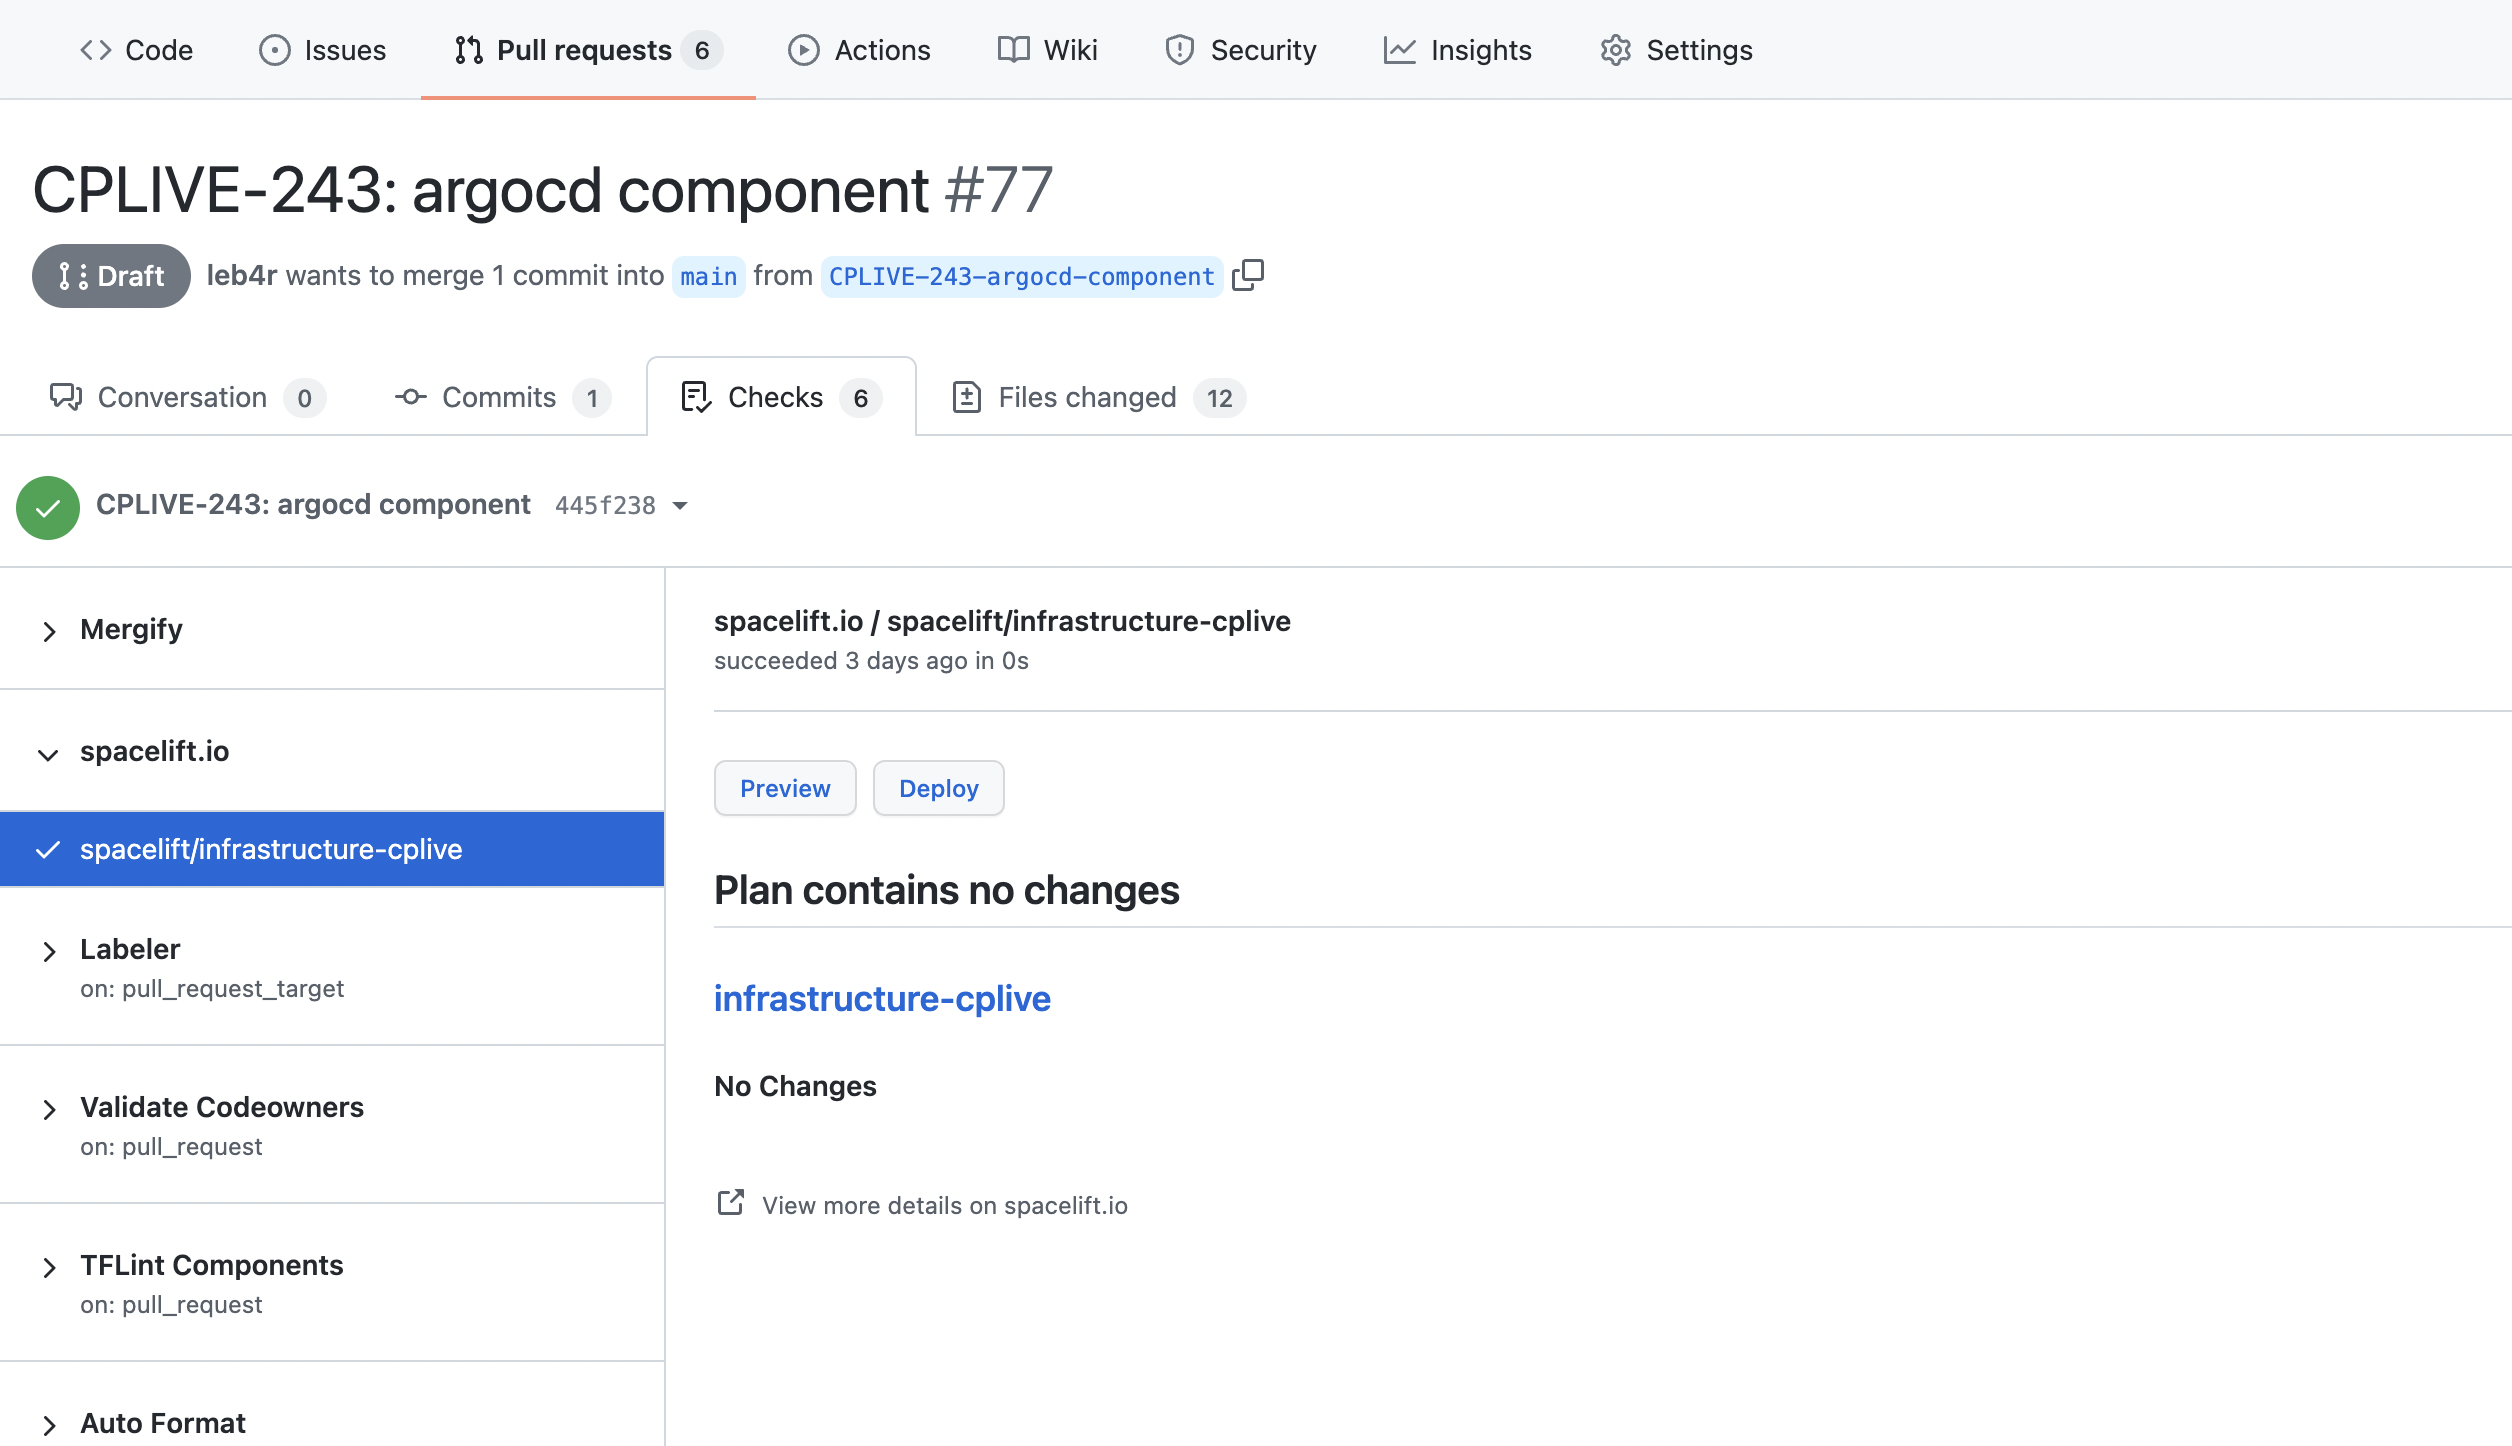 Code Issues Pull requests 6 Actions Wiki Security Insights Settings
CPLIVE-243: argocd component #77
Draft leb4r wants to merge 1 commit into main from CPLIVE-243-argocd-component
Conversation 0 Commits 1 Checks 6 Files changed 12
CPLIVE-243: argocd component 445f238
Mergify
spacelift.io
spacelift/infrastructure-cplive
Labeler
on: pull_request_target
Validate Codeowners
on: pull_request
TFLint Components
on: pull_request
Auto Format
spacelift.io / spacelift/infrastructure-cplive
succeeded 3 days ago in 0s
Preview Deploy
Plan contains no changes
infrastructure-cplive
No Changes
View more details on spacelift.io